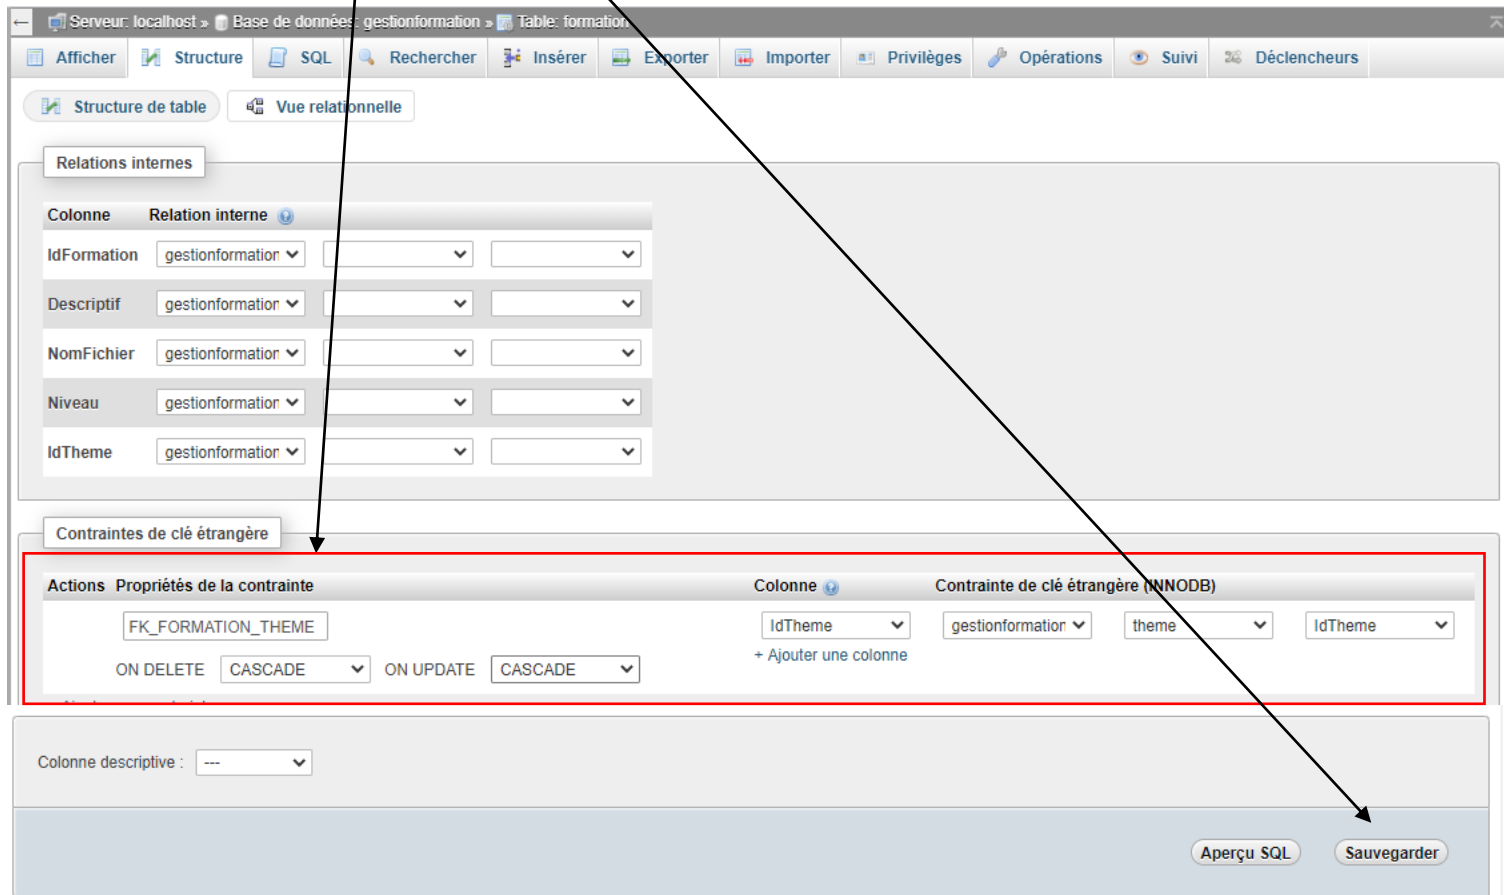 Serveur: localhost » Base de données: gestionformation » Table: formation
Afficher Structure SQL Rechercher Insérer Exporter Importer Privilèges Opérations Suivi Déclencheurs
Structure de table Vue relationnelle
Relations internes
Colonne Relation interne
IdFormation gestionformation
Descriptif gestionformation
NomFichier gestionformation
Niveau gestionformation
IdTheme gestionformation
Contraintes de clé étrangère
Actions Propriétés de la contrainte Colonne Contrainte de clé étrangère (INNODB)
FK_FORMATION_THEME IdTheme gestionformation theme IdTheme
+ Ajouter une colonne
ON DELETE CASCADE ON UPDATE CASCADE
Colonne descriptive : ---
Aperçu SQL Sauvegarder